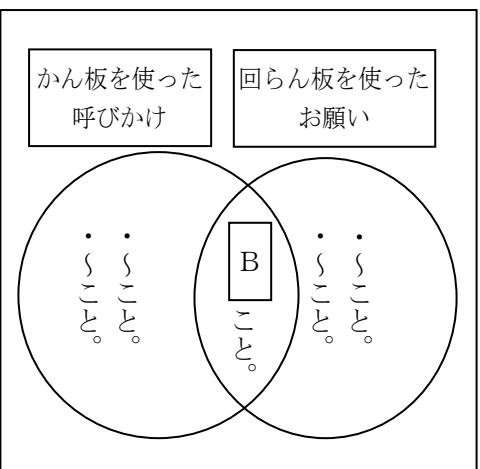 かん板を使った
呼びかけ
回らん板を使った
お願い
・～こと。
・～こと。
B
こと。
・～こと。
・～こと。